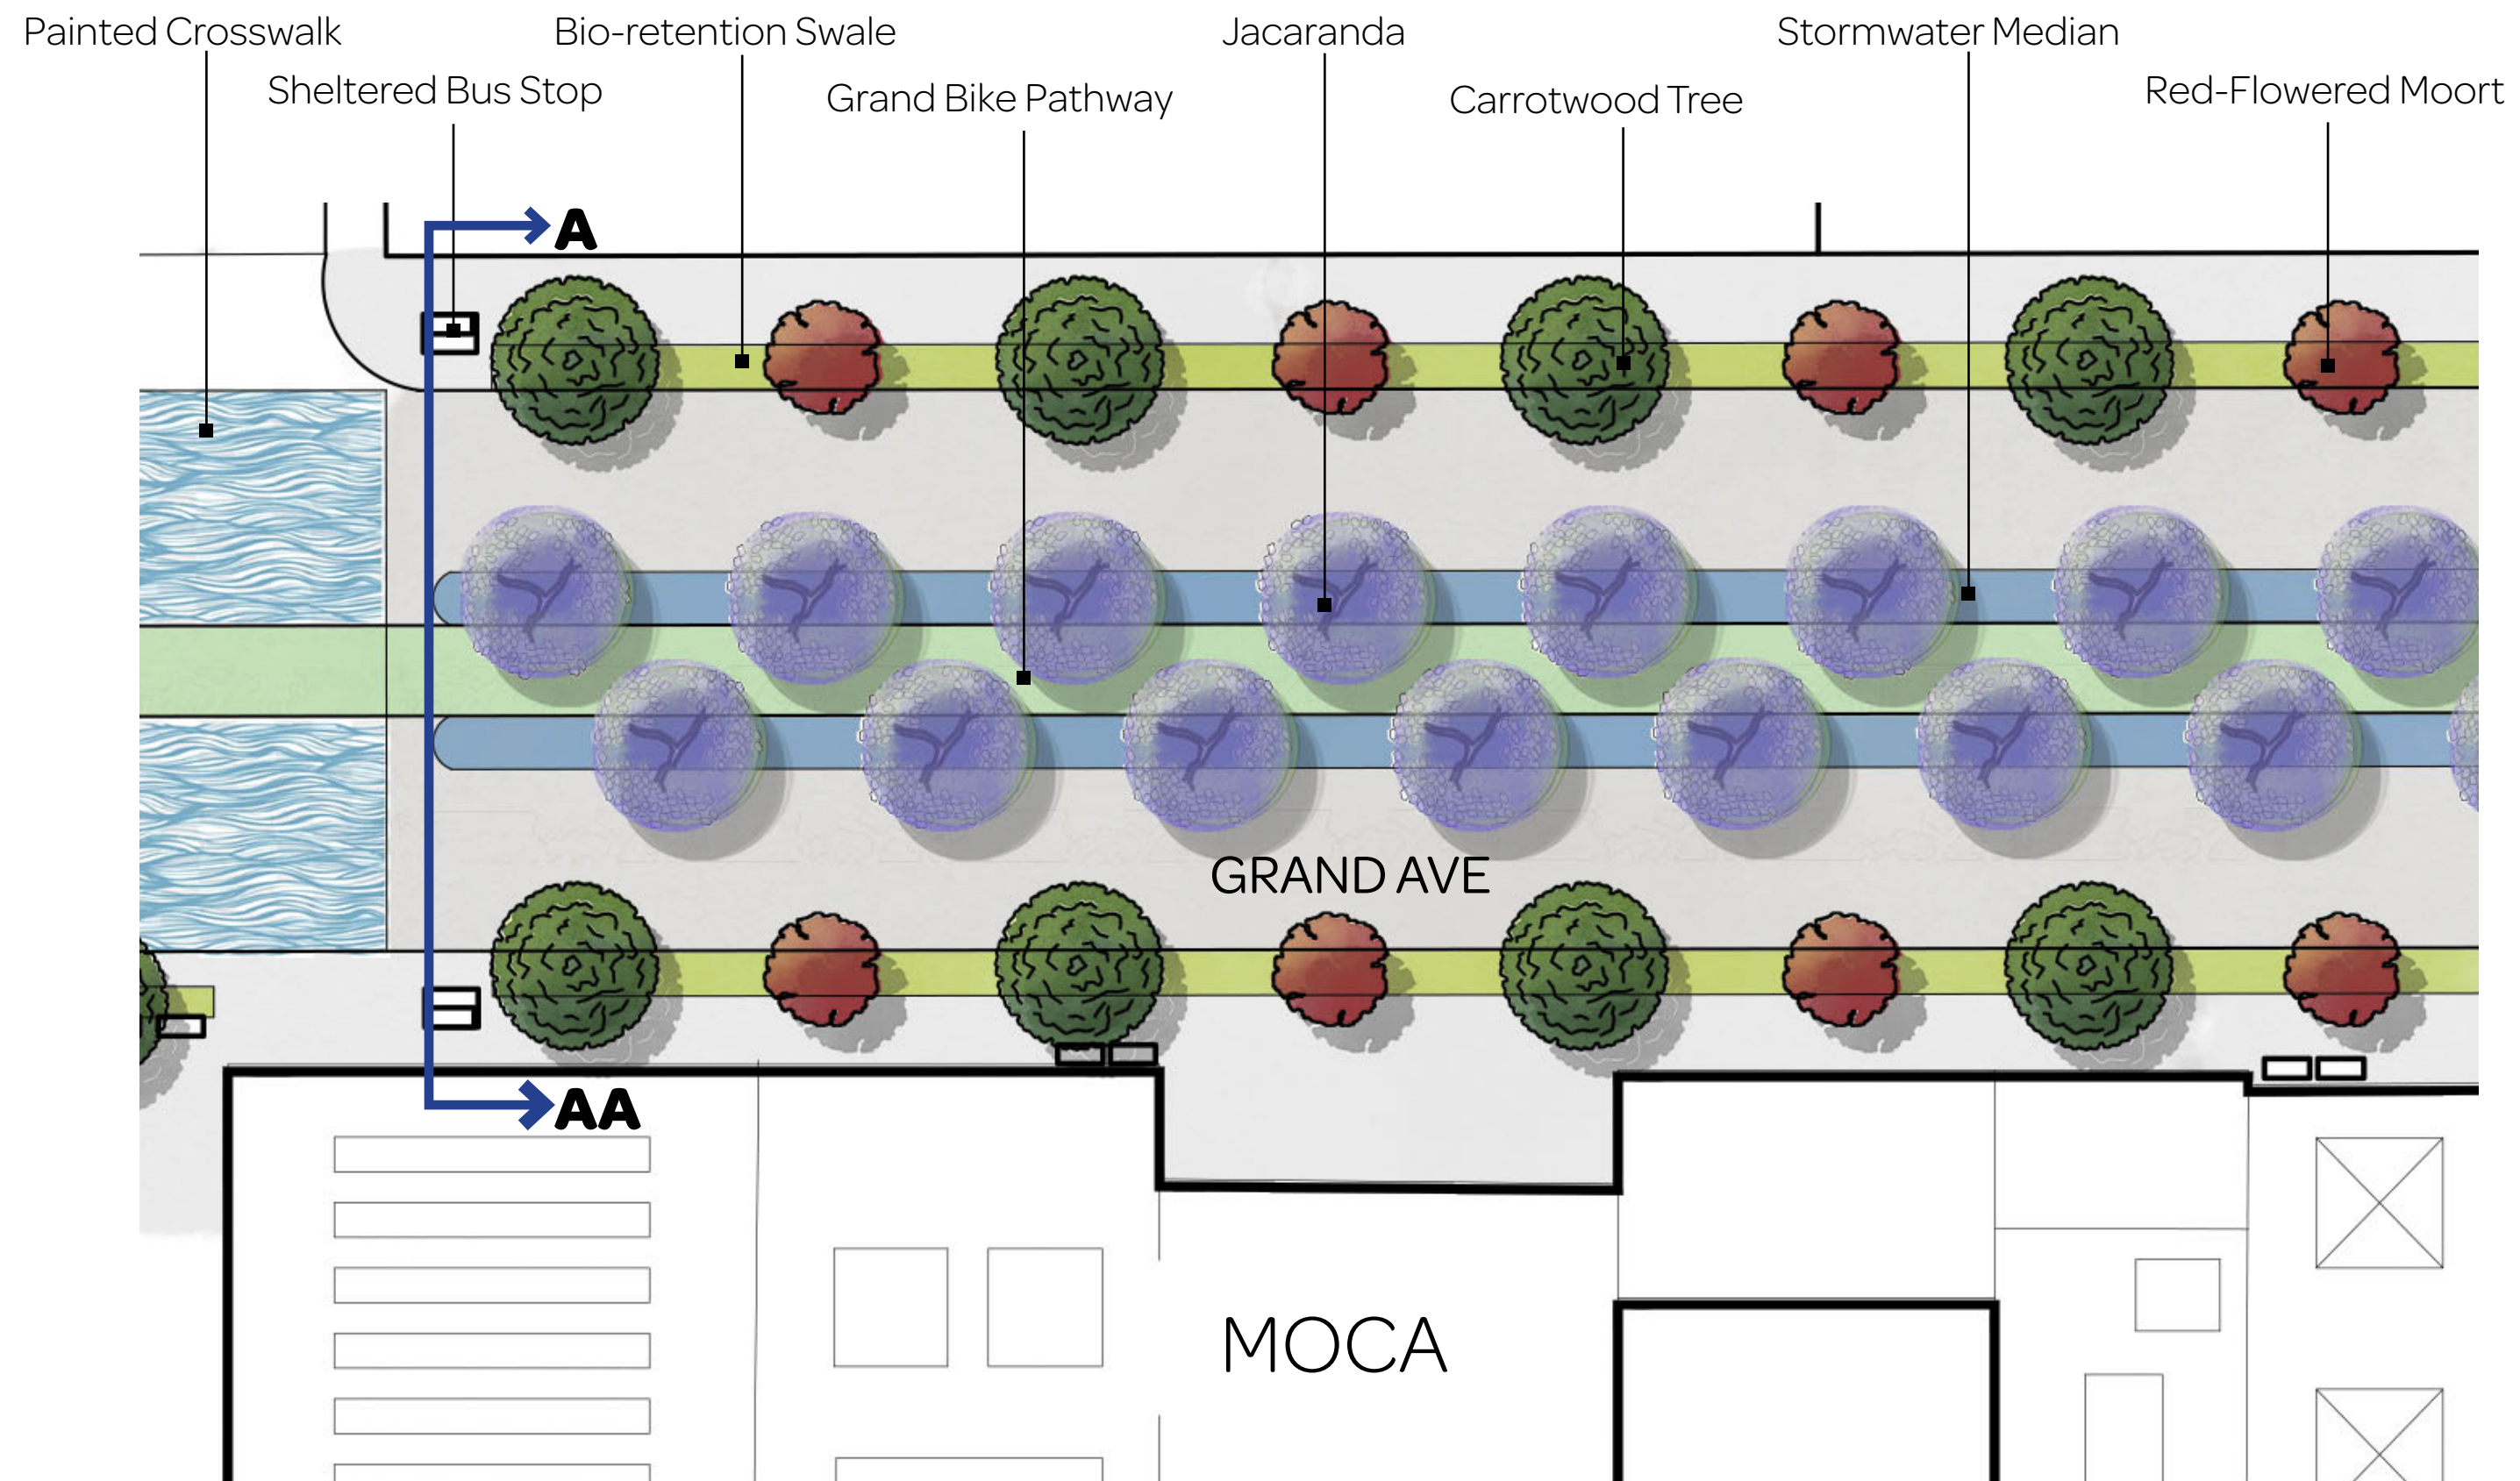 Painted Crosswalk
Bio-retention Swale
Jacaranda
Stormwater Median
Sheltered Bus Stop
Grand Bike Pathway
Carrotwood Tree
Red-Flowered Moort
A
GRAND AVE
AA
MOCA